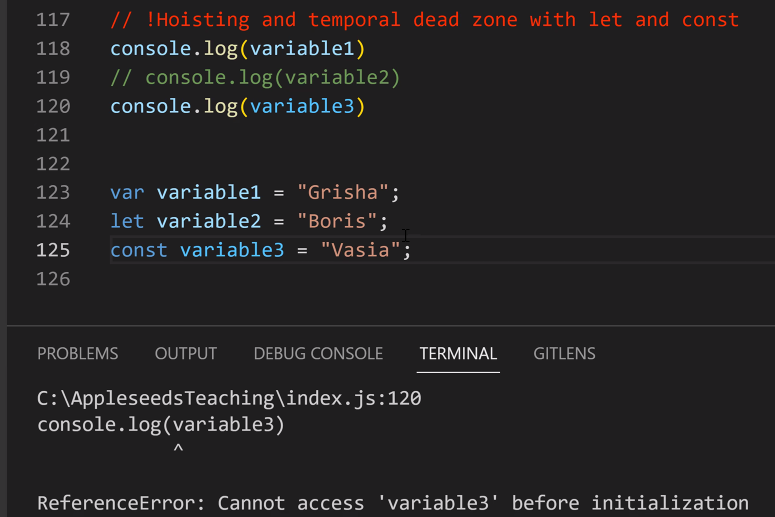 117 // !Hoisting and temporal dead zone with let and const
118 console.log(variable1)
119 // console.log(variable2)
120 console.log(variable3)
121
122
123 var variable1 = "Grisha";
124 let variable2 = "Boris";
125 const variable3 = "Vasia";
126
PROBLEMS OUTPUT DEBUG CONSOLE TERMINAL GITLENS
C:\AppleseedsTeaching\index.js:120
console.log(variable3)
^
ReferenceError: Cannot access 'variable3' before initialization